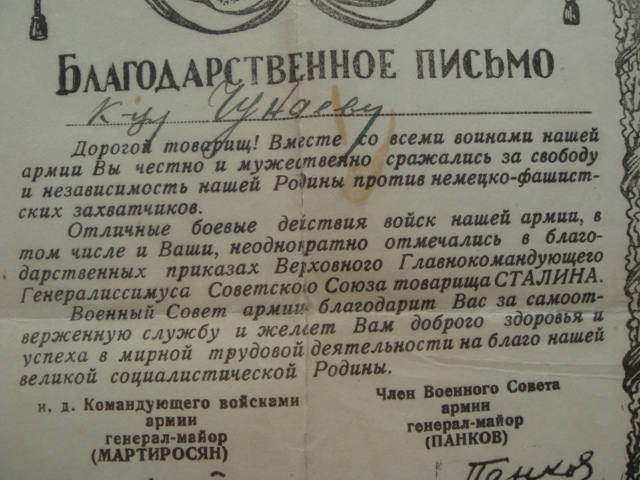 БЛАГОДАРСТВЕННОЕ ПИСЬМО
к-цу Чунаеву
Дорогой товарищ! Вместе со всеми воинами нашей
армии Вы честно и мужественно сражались за свободу
и независимость нашей Родины против немецко-фашист-
ских захватчиков.
Отличные боевые действия войск нашей армии, в
том числе и Ваши, неоднократно отмечались в благо-
дарственных приказах Верховного Главнокомандующего
Генералиссимуса Советского Союза товарища СТАЛИНА.
Военный Совет армии благодарит Вас за самоот-
верженную службу и желает Вам доброго здоровья и
успеха в мирной трудовой деятельности на благо нашей
великой социалистической Родины.
и. д. Командующего войсками
армии
генерал-майор
(МАРТИРОСЯН)
Член Военного Совета
армии
генерал-майор
(ПАНКОВ)
Панков